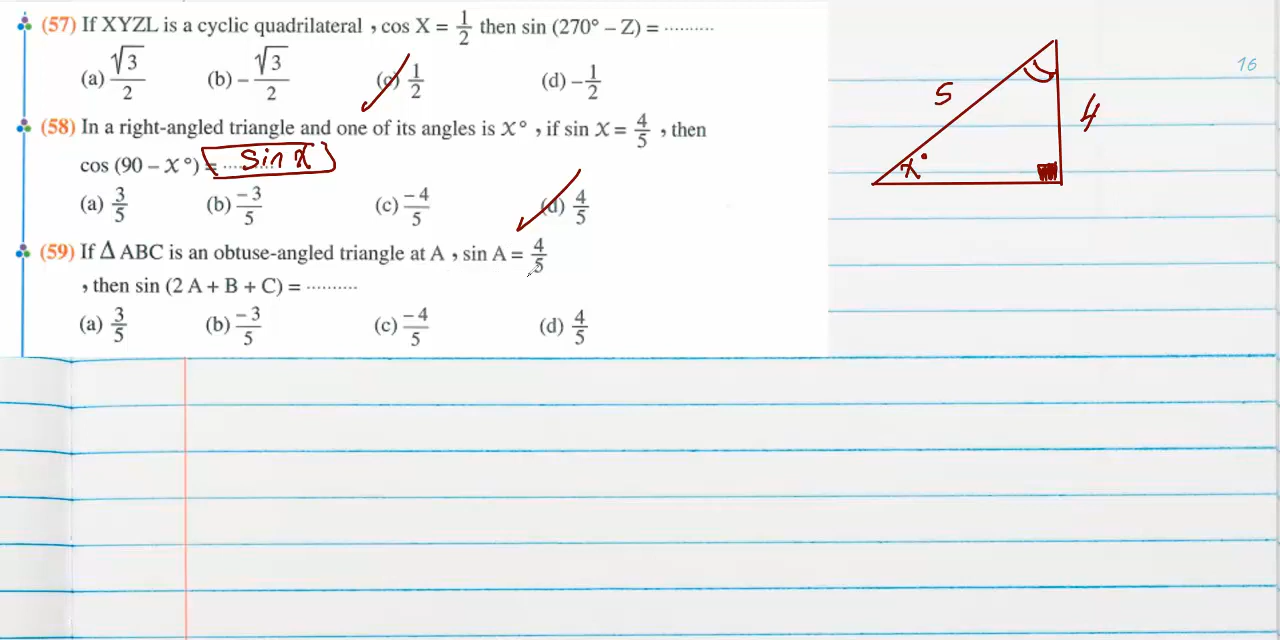 (57) If XYZL is a cyclic quadrilateral , cos X = 1/2 then sin (270° − Z) = ··········
(a) √3/2 (b) − √3/2 (c) 1/2 (d) − 1/2
(58) In a right-angled triangle and one of its angles is X° , if sin X = 4/5 , then
cos (90 − X°) = sin x
(a) 3/5 (b) −3/5 (c) −4/5 (d) 4/5
(59) If Δ ABC is an obtuse-angled triangle at A , sin A = 4/5
, then sin (2 A + B + C) = ··········
(a) 3/5 (b) −3/5 (c) −4/5 (d) 4/5
16
5
4
x°